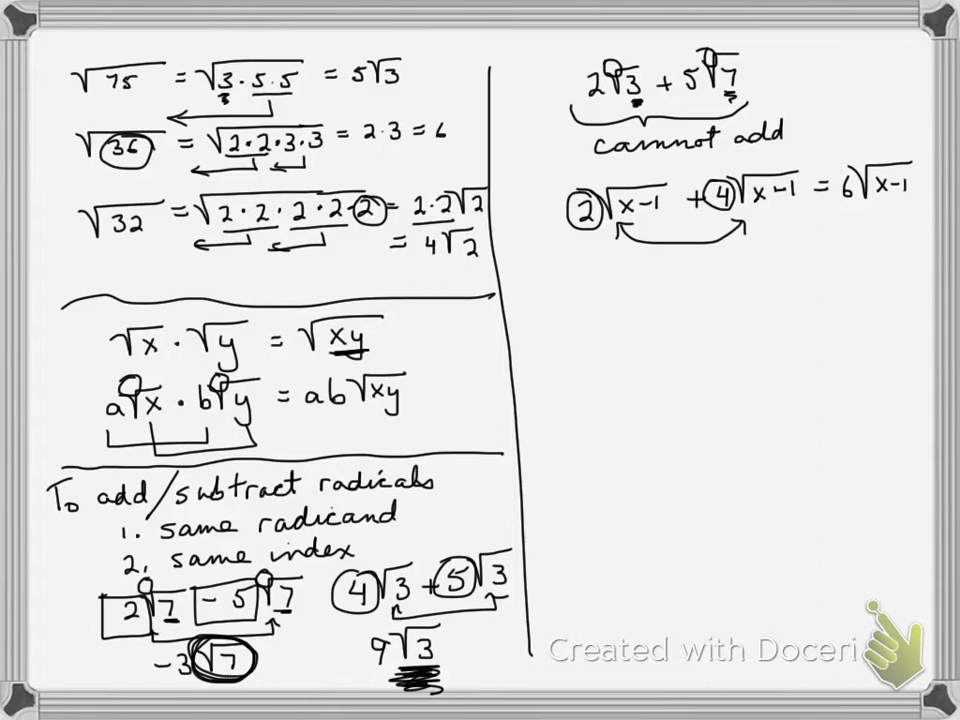 √75 = √3·5·5 = 5√3
√36 = √2·2·3·3 = 2·3 = 6
√32 = √2·2·2·2·2 = 2·2√2
= 4√2
√x · √y = √xy
a√x · b√y = ab√xy
To add/subtract radicals
1. same radicand
2. same index
2√7 - 5√7
-3√7
4√3 + 5√3
9√3
2√3 + 5√7
cannot add
2√x-1 + 4√x-1 = 6√x-1
Created with Doceri